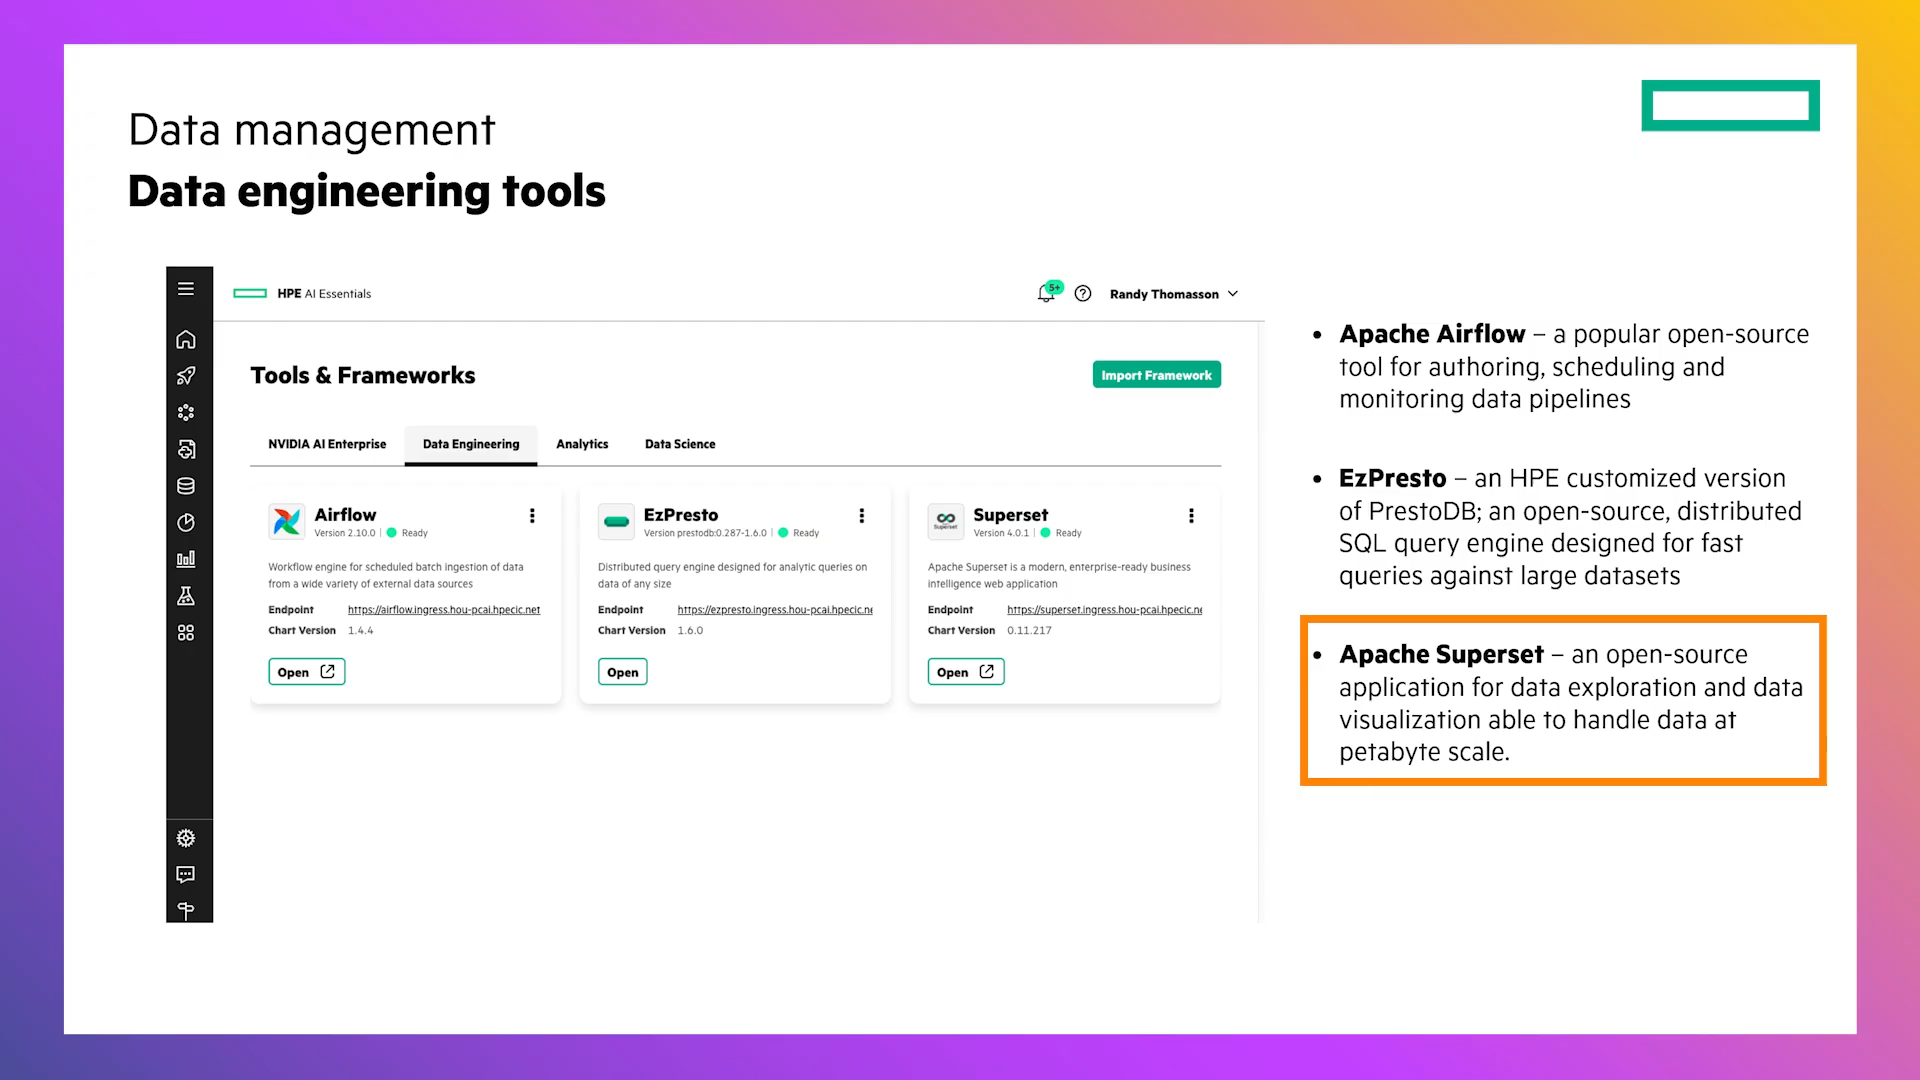 Data management
Data engineering tools
HPE AI Essentials
5+
Randy Thomasson
Tools & Frameworks
Import Framework
NVIDIA AI Enterprise
Data Engineering
Analytics
Data Science
Airflow
Version 2.10.0 | Ready
Workflow engine for scheduled batch ingestion of data
from a wide variety of external data sources
Endpoint https://airflow.ingress.hou-pcai.hpecic.net
Chart Version 1.4.4
Open
EzPresto
Version prestodb:0.287-1.6.0 | Ready
Distributed query engine designed for analytic queries on
data of any size
Endpoint https://ezpresto.ingress.hou-pcai.hpecic.ne
Chart Version 1.6.0
Open
Superset
Superset
Version 4.0.1 | Ready
Apache Superset is a modern, enterprise-ready business
intelligence web application
Endpoint https://superset.ingress.hou-pcai.hpecic.ne
Chart Version 0.11.217
Open
• Apache Airflow – a popular open-source
tool for authoring, scheduling and
monitoring data pipelines
• EzPresto – an HPE customized version
of PrestoDB; an open-source, distributed
SQL query engine designed for fast
queries against large datasets
• Apache Superset – an open-source
application for data exploration and data
visualization able to handle data at
petabyte scale.